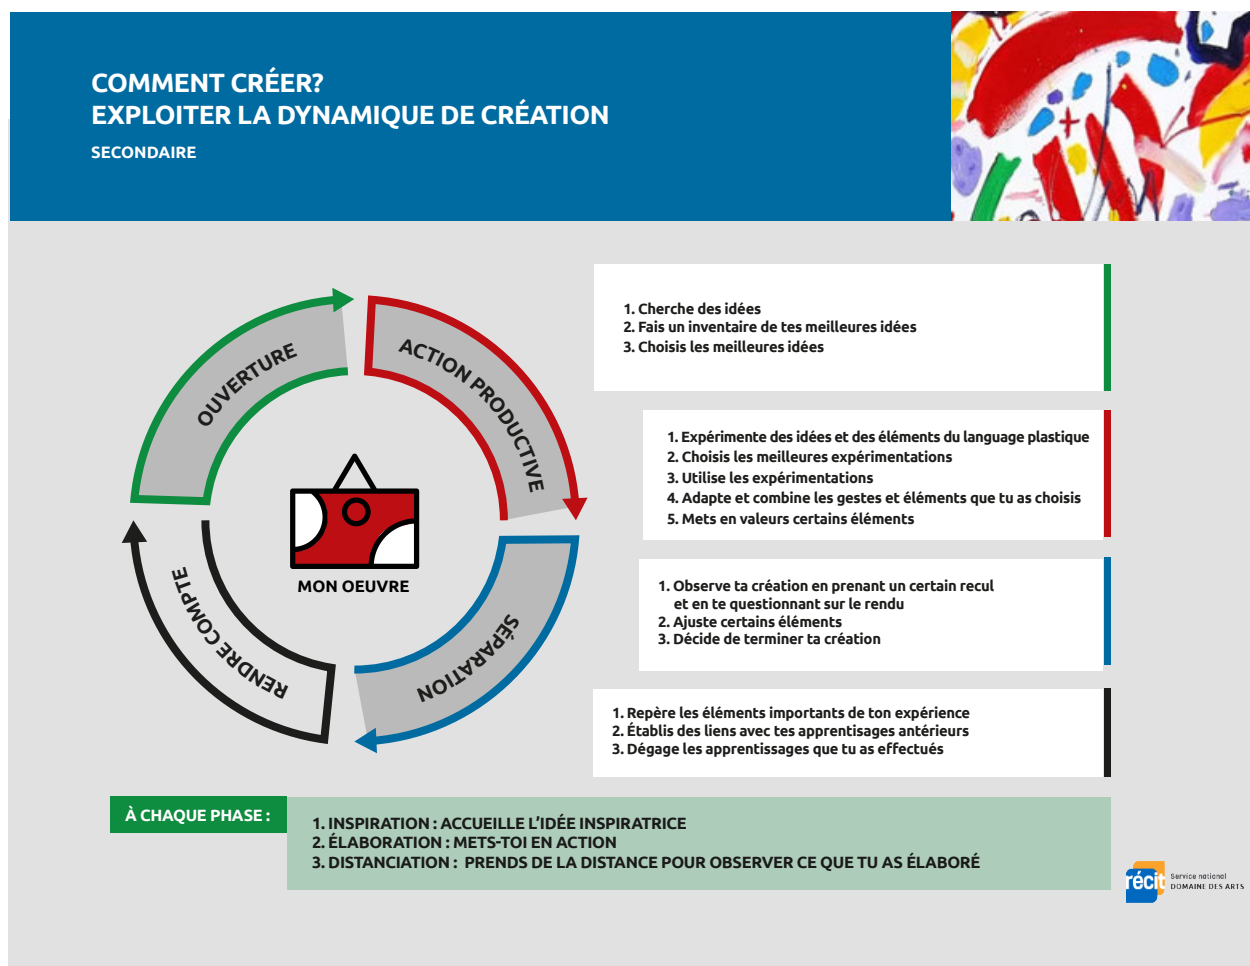 COMMENT CRÉER?
EXPLOITER LA DYNAMIQUE DE CRÉATION
SECONDAIRE
OUVERTURE
ACTION PRODUCTIVE
SÉPARATION
RENDRE COMPTE
MON OEUVRE
1. Cherche des idées
2. Fais un inventaire de tes meilleures idées
3. Choisis les meilleures idées
1. Expérimente des idées et des éléments du language plastique
2. Choisis les meilleures expérimentations
3. Utilise les expérimentations
4. Adapte et combine les gestes et éléments que tu as choisis
5. Mets en valeurs certains éléments
1. Observe ta création en prenant un certain recul
et en te questionnant sur le rendu
2. Ajuste certains éléments
3. Décide de terminer ta création
1. Repère les éléments importants de ton expérience
2. Établis des liens avec tes apprentisages antérieurs
3. Dégage les apprentissages que tu as effectués
À CHAQUE PHASE :
1. INSPIRATION : ACCUEILLE L'IDÉE INSPIRATRICE
2. ÉLABORATION : METS-TOI EN ACTION
3. DISTANCIATION : PRENDS DE LA DISTANCE POUR OBSERVER CE QUE TU AS ÉLABORÉ
récit
Service national
DOMAINE DES ARTS